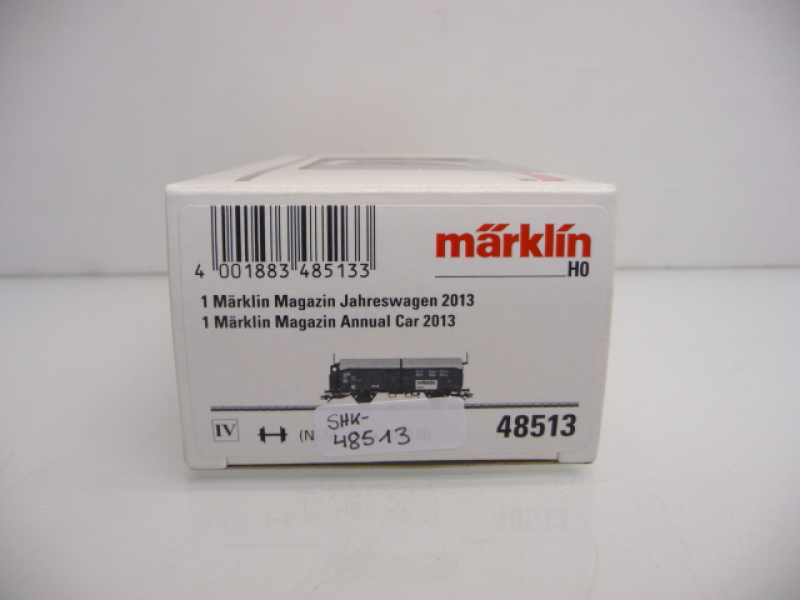 märklin
H0
4 001883 485133
1 Märklin Magazin Jahreswagen 2013
1 Märklin Magazin Annual Car 2013
IV
(N
SHK-
48513
48513